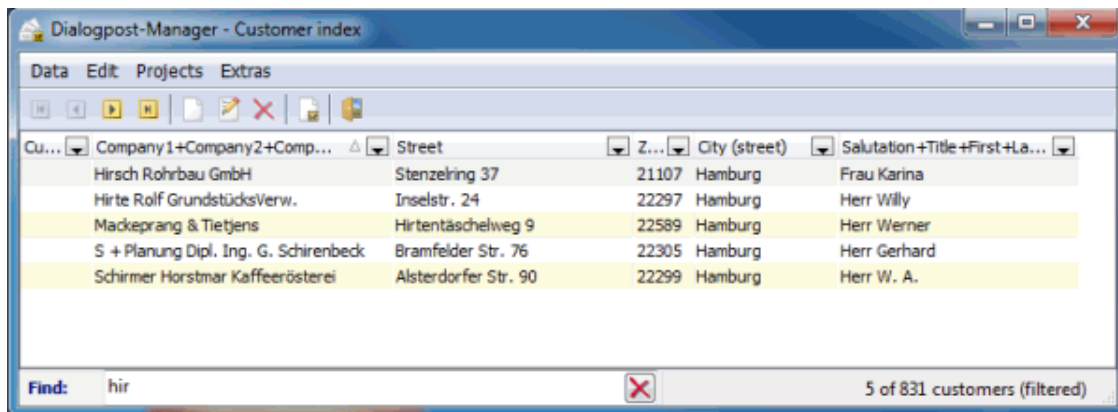 Dialogpost-Manager - Customer index
Data Edit Projects Extras
Cu... Company1+Company2+Comp... Street Z... City (street) Salutation+Title+First+La...
Hirsch Rohrbau GmbH Stenzelring 37 21107 Hamburg Frau Karina
Hirte Rolf GrundstücksVerw. Inselstr. 24 22297 Hamburg Herr Willy
Mackeprang & Tietjens Hirtentäschelweg 9 22589 Hamburg Herr Werner
S + Planung Dipl. Ing. G. Schirenbeck Bramfelder Str. 76 22305 Hamburg Herr Gerhard
Schirmer Horstmar Kaffeerösterei Alsterdorfer Str. 90 22299 Hamburg Herr W. A.
Find: hir 5 of 831 customers (filtered)